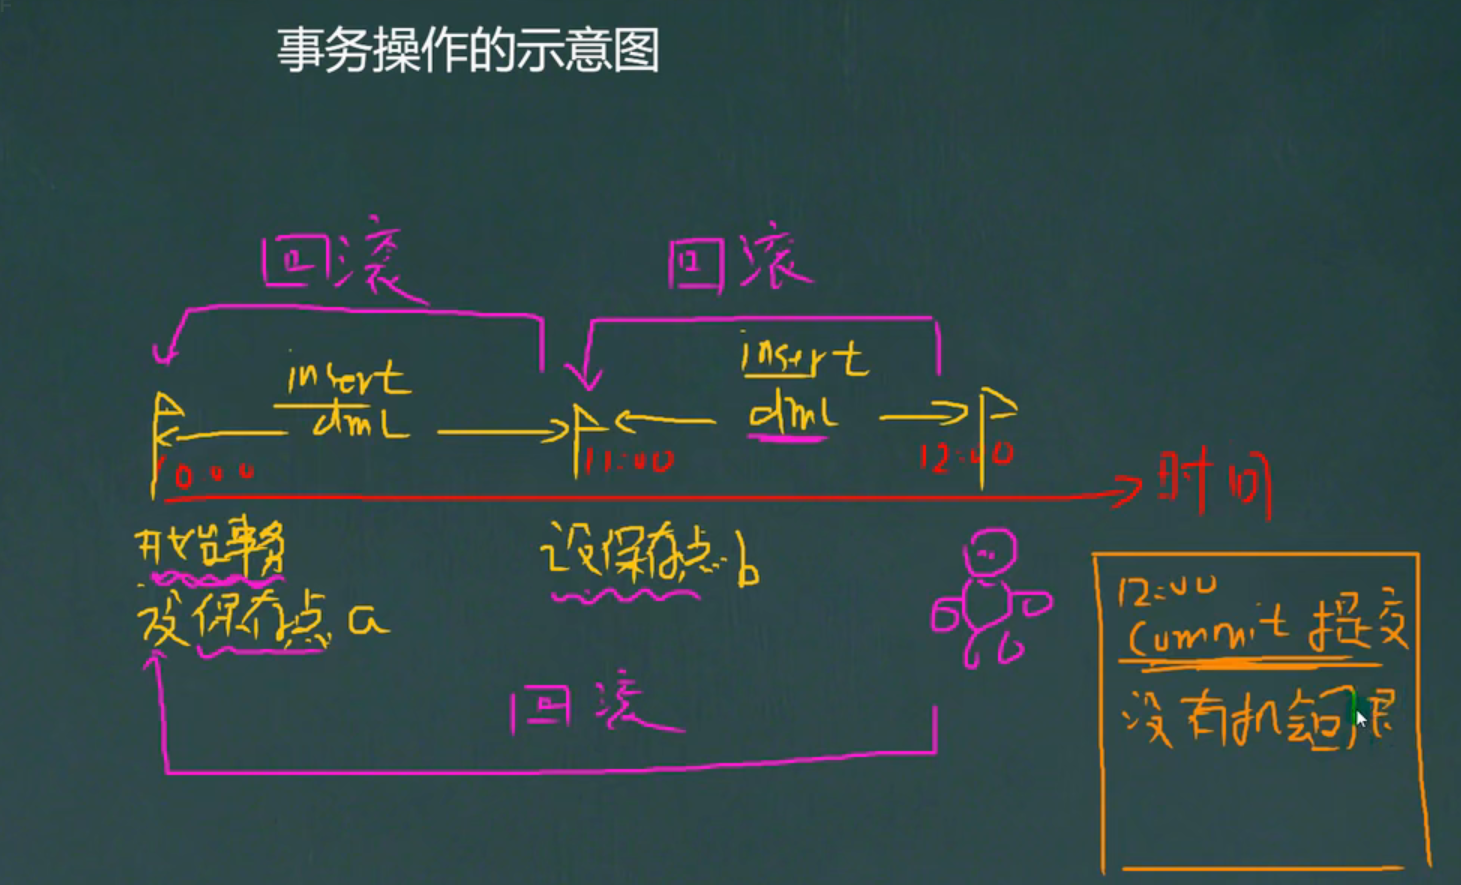 事务操作的示意图
回滚
回滚
insert
dml
insert
dml
10:00
11:00
12:00
时间
开始事务
设保存点 a
设保存点 b
回滚
12:00
commit 提交
没有机会回